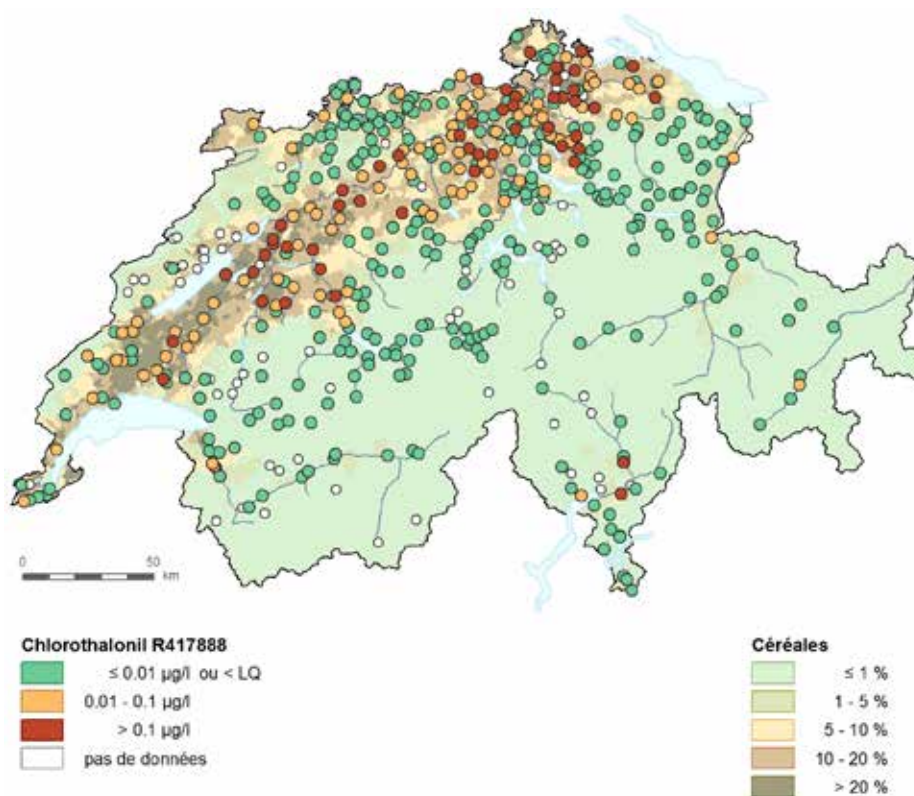 0 50
km
Chlorothalonil R417888
≤ 0.01 µg/l ou < LQ
0.01 - 0.1 µg/l
> 0.1 µg/l
pas de données
Céréales
≤ 1 %
1 - 5 %
5 - 10 %
10 - 20 %
> 20 %